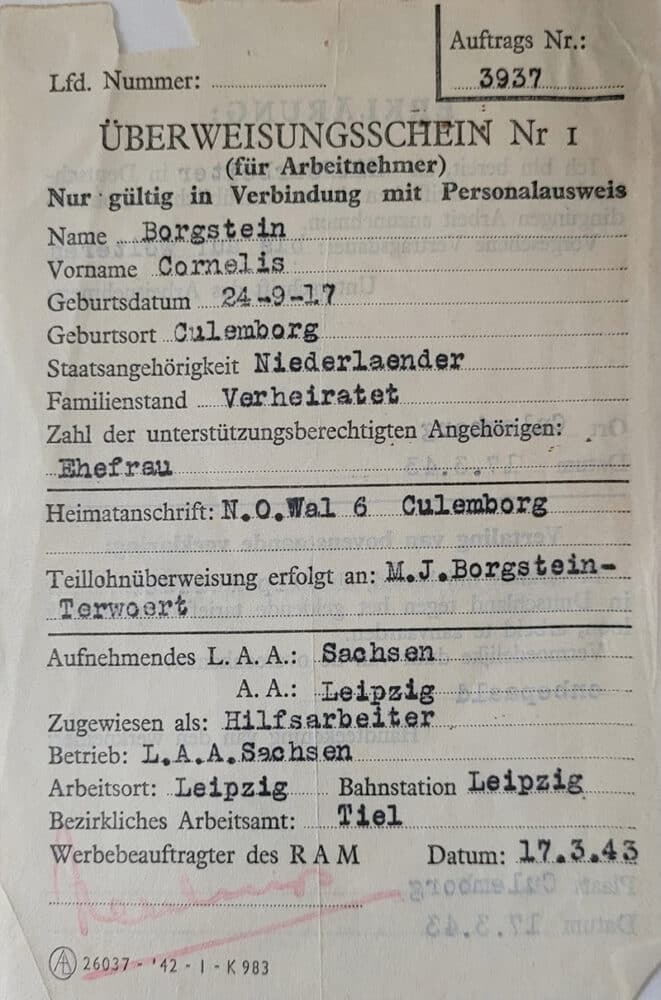 Auftrags Nr.:
3937
Lfd. Nummer:
ÜBERWEISUNGSSCHEIN Nr 1
(für Arbeitnehmer)
Nur gültig in Verbindung mit Personalausweis
Name Borgstein
Vorname Cornelis
Geburtsdatum 24-9-17
Geburtsort Culemborg
Staatsangehörigkeit Niederlaender
Familienstand Verheiratet
Zahl der unterstützungsberechtigten Angehörigen:
Ehefrau
Heimatanschrift: N.O.Wal 6 Culemborg
Teillohnüberweisung erfolgt an: M.J.Borgstein-
Terwoert
Aufnehmendes L. A. A.: Sachsen
A. A.: Leipzig
Zugewiesen als: Hilfsarbeiter
Betrieb: L.A.A.Sachsen
Arbeitsort: Leipzig Bahnstation Leipzig
Bezirkliches Arbeitsamt: Tiel
Werbebeauftragter des R A M Datum: 17.3.43
26037 - '42 - I - K 983